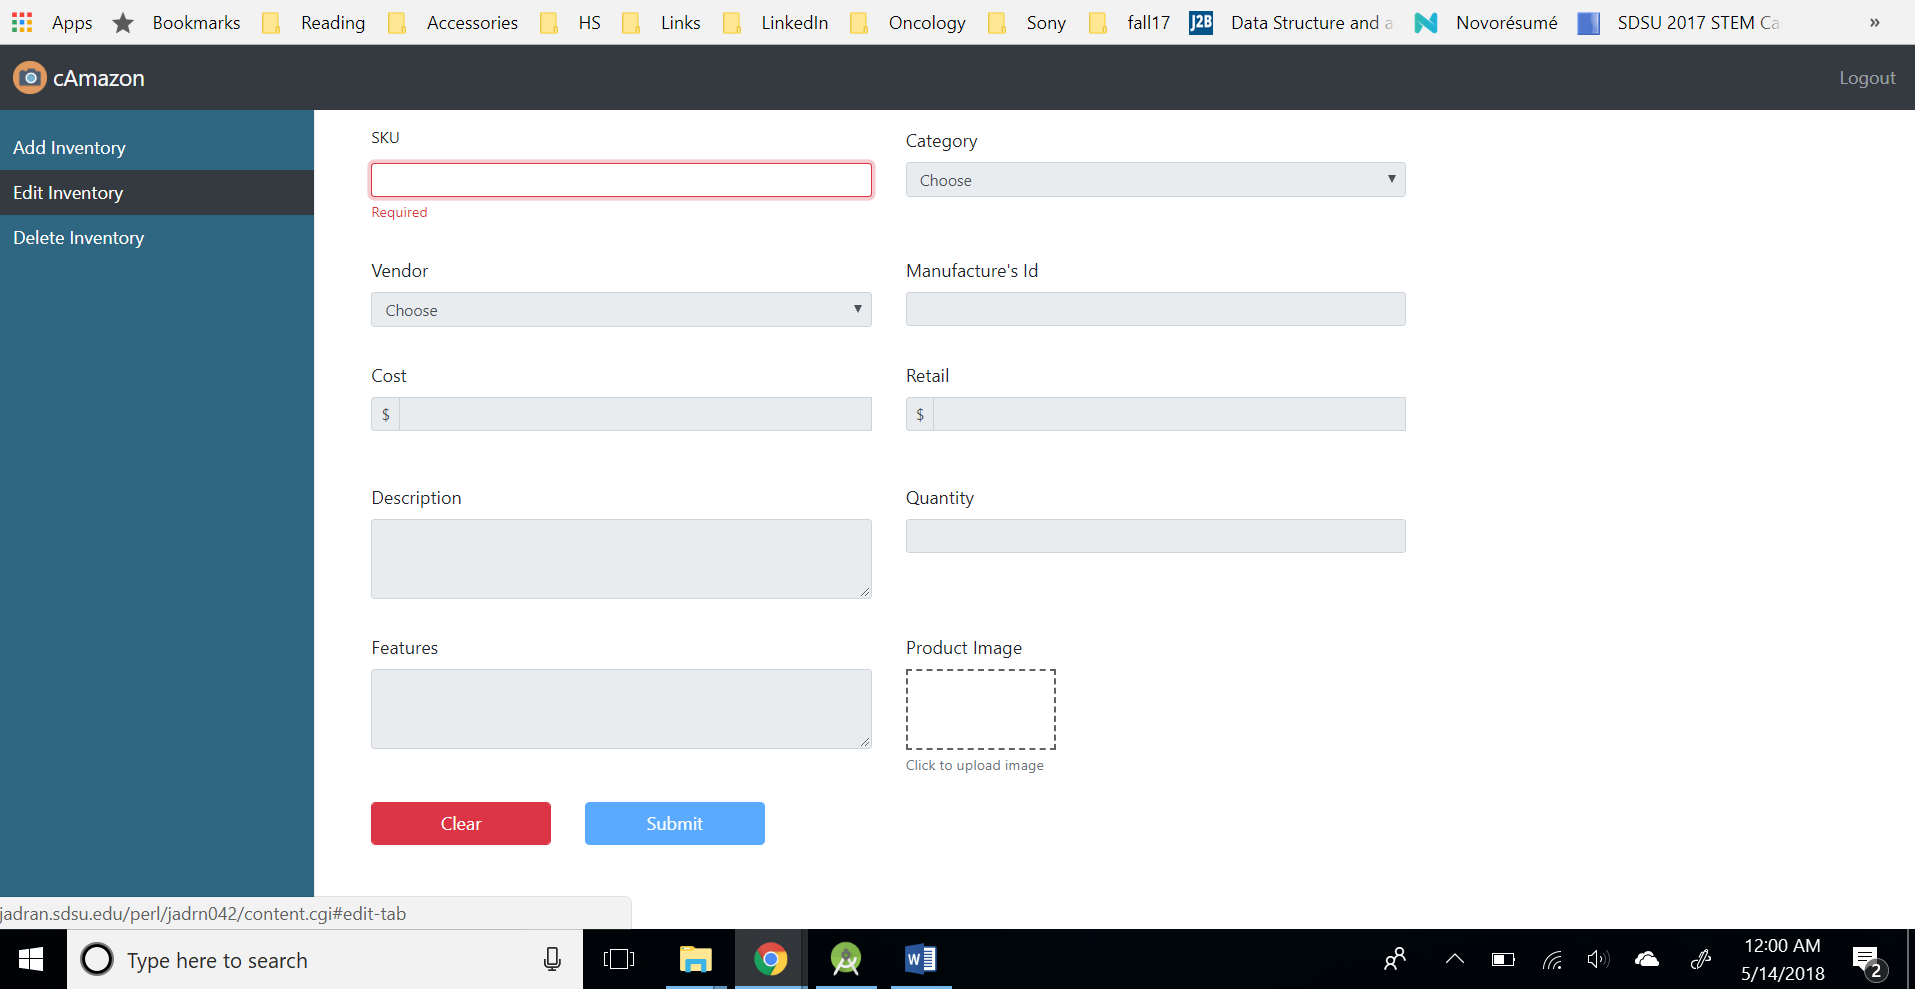 Apps Bookmarks Reading Accessories HS Links LinkedIn Oncology Sony fall17 J2B Data Structure and a Novorésumé SDSU 2017 STEM Ca »
cAmazon Logout
Add Inventory
Edit Inventory
Delete Inventory
SKU Category
Choose
Required
Vendor Manufacture's Id
Choose
Cost Retail
$ $
Description Quantity
Features Product Image
Click to upload image
Clear Submit
jadran.sdsu.edu/perl/jadrn042/content.cgi#edit-tab
Type here to search
W
12:00 AM
5/14/2018
2